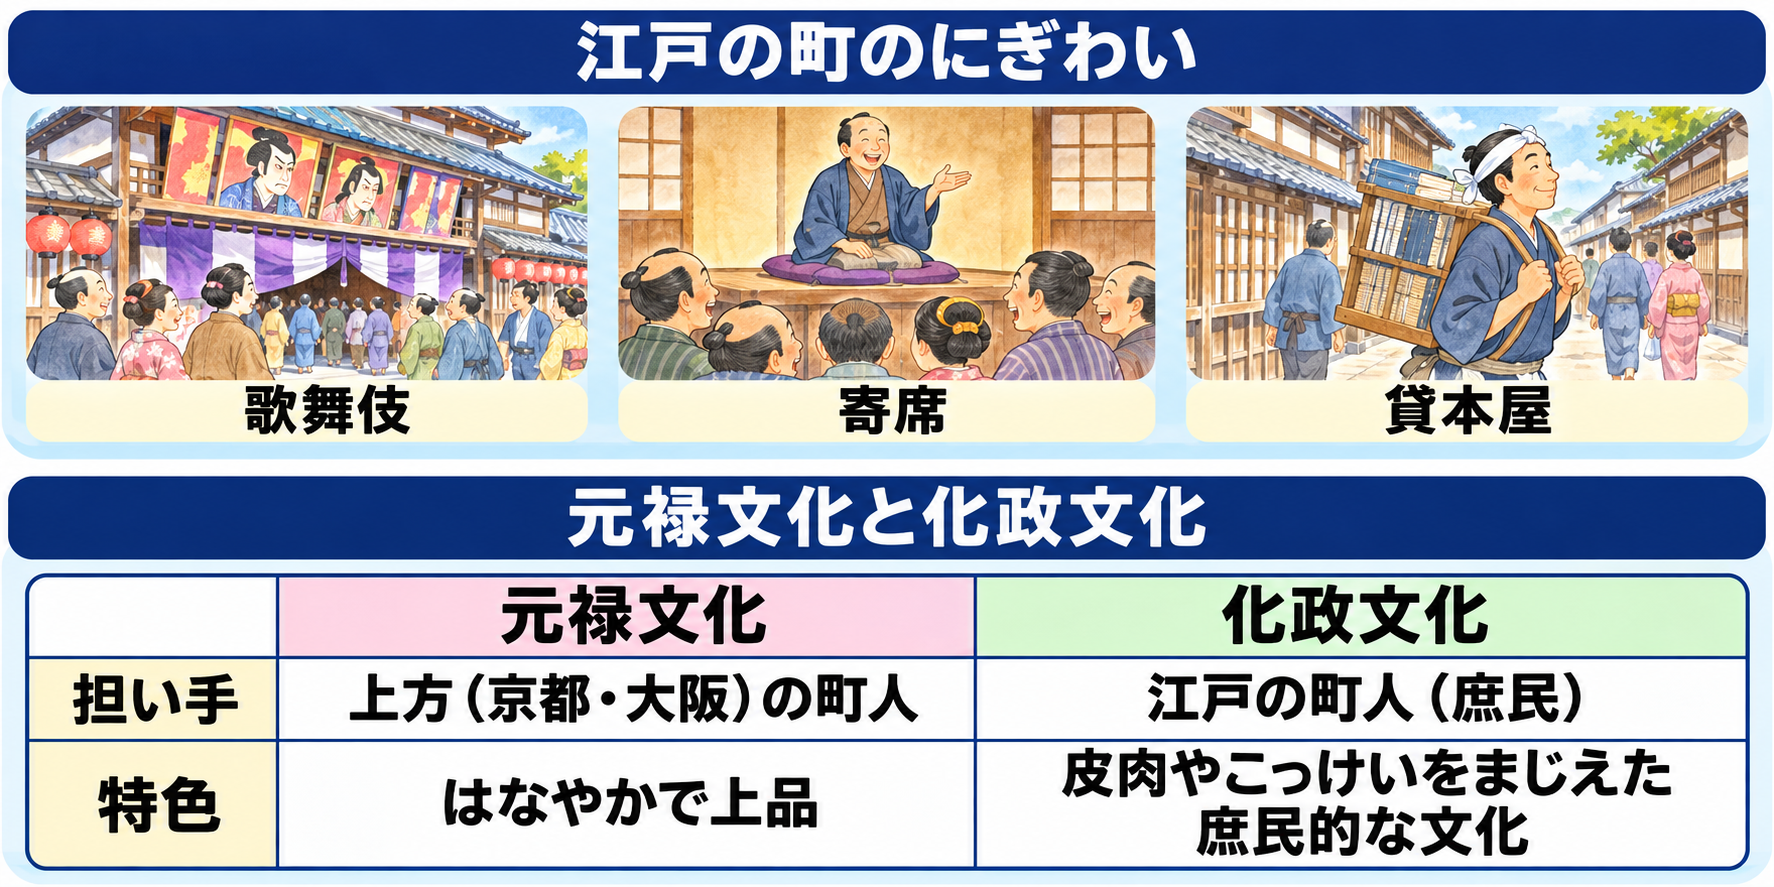 江戸の町のにぎわい
歌舞伎
寄席
貸本屋
元禄文化と化政文化
元禄文化
化政文化
担い手
上方（京都・大阪）の町人
江戸の町人（庶民）
特色
はなやかで上品
皮肉やこっけいをまじえた
庶民的な文化